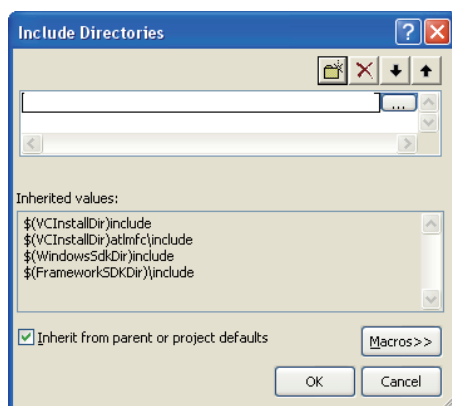 Include Directories
...
Inherited values:
$(VCInstallDir)include
$(VCInstallDir)atlmfc\include
$(WindowsSdkDir)include
$(FrameworkSDKDir)\include
Inherit from parent or project defaults
Macros>>
OK Cancel